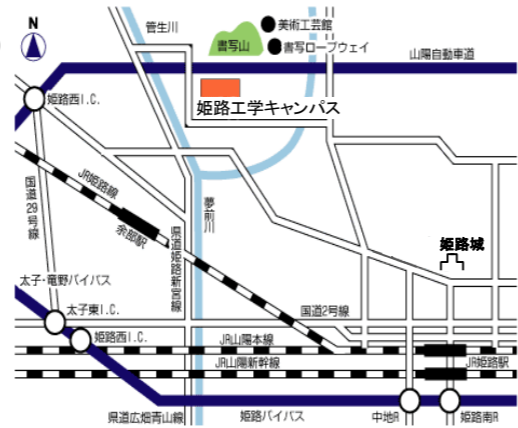 N
菅生川
美術工芸館
書写山
書写ロープウェイ
山陽自動車道
姫路西I.C.
姫路工学キャンパス
国道29号線
JR姫路線
余部駅
県道姫路新宮線
夢前川
姫路城
太子・竜野バイパス
太子東I.C.
国道2号線
姫路西I.C.
JR山陽本線
JR山陽新幹線
JR姫路駅
県道広畑青山線
姫路バイパス
中地R
姫路南R